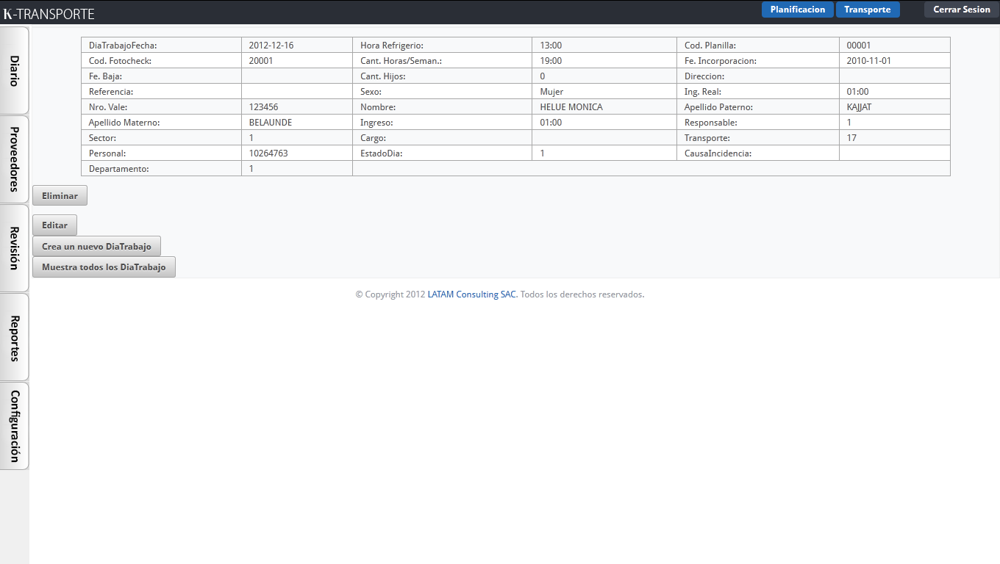 K-TRANSPORTE Planificacion Transporte Cerrar Sesion
Diario
Proveedores
Revisión
Reportes
Configuración
DiaTrabajoFecha: 2012-12-16 Hora Refrigerio: 13:00 Cod. Planilla: 00001
Cod. Fotocheck: 20001 Cant. Horas/Seman.: 19:00 Fe. Incorporacion: 2010-11-01
Fe. Baja: Cant. Hijos: 0 Direccion:
Referencia: Sexo: Mujer Ing. Real: 01:00
Nro. Vale: 123456 Nombre: HELUE MONICA Apellido Paterno: KAJJAT
Apellido Materno: BELAUNDE Ingreso: 01:00 Responsable: 1
Sector: 1 Cargo: Transporte: 17
Personal: 10264763 EstadoDia: 1 CausaIncidencia:
Departamento: 1
Eliminar
Editar
Crea un nuevo DiaTrabajo
Muestra todos los DiaTrabajo
© Copyright 2012 LATAM Consulting SAC. Todos los derechos reservados.